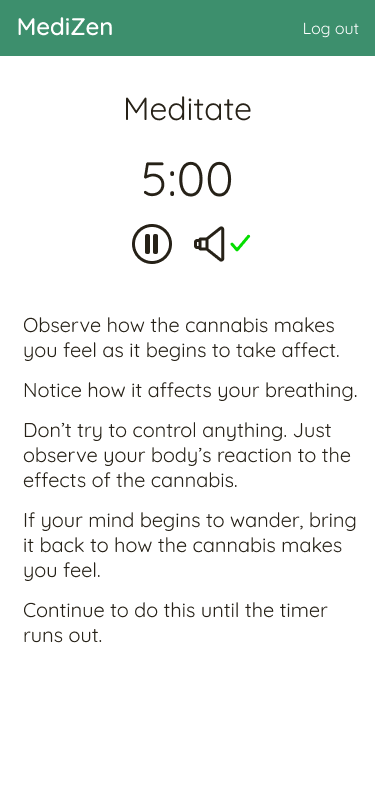 MediZen
Log out
Meditate
5:00
Observe how the cannabis makes
you feel as it begins to take affect.
Notice how it affects your breathing.
Don’t try to control anything. Just
observe your body’s reaction to the
effects of the cannabis.
If your mind begins to wander, bring
it back to how the cannabis makes
you feel.
Continue to do this until the timer
runs out.